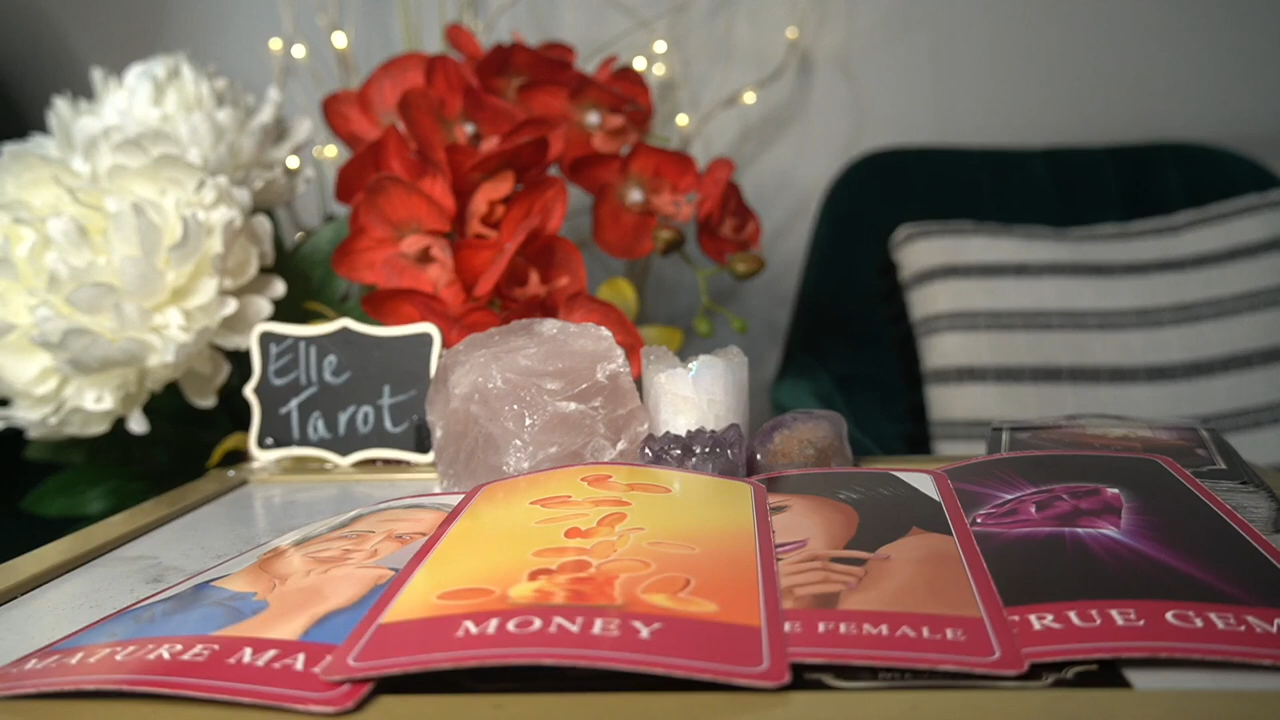 Elle
Tarot
MATURE MA
MONEY
E FEMALE
TRUE GEM